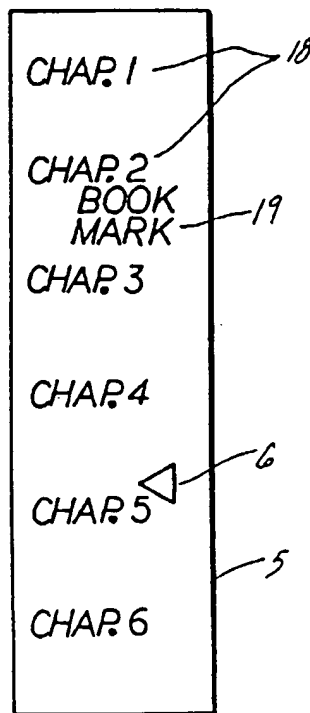 CHAP. 1 18
CHAP. 2
BOOK
MARK 19
CHAP. 3
CHAP. 4
6
CHAP. 5
5
CHAP. 6